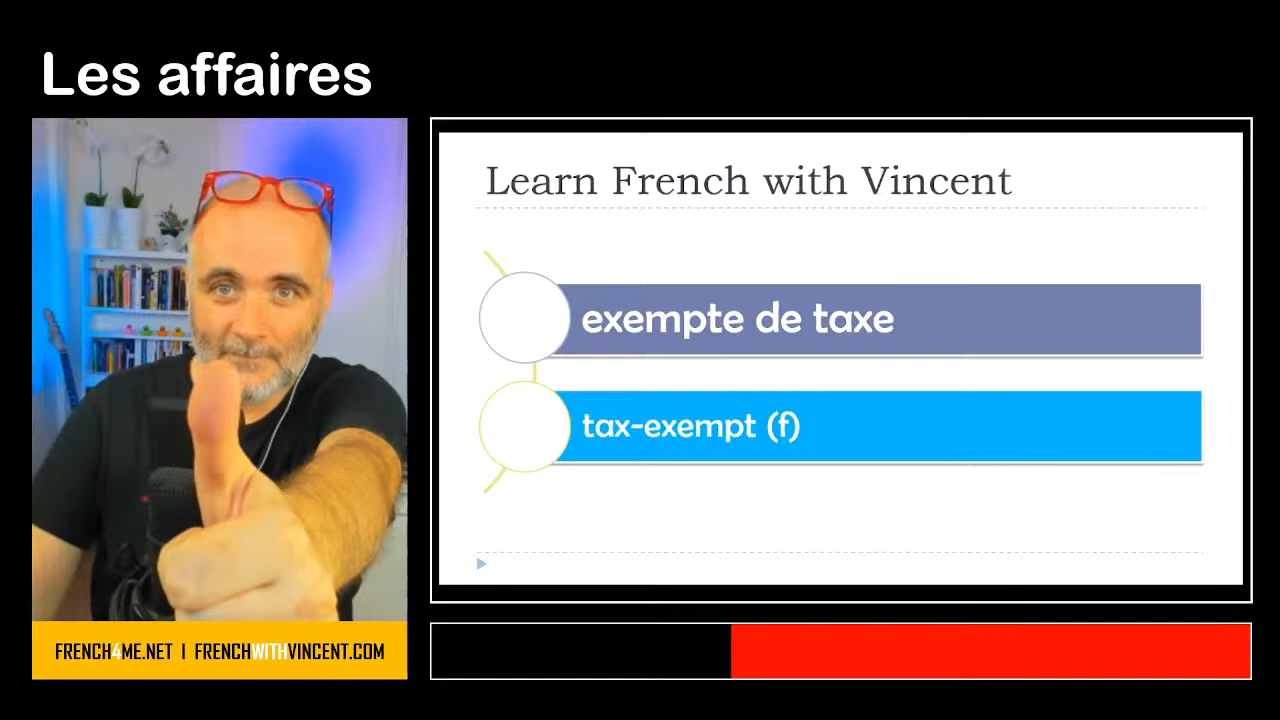 Les affaires
Learn French with Vincent
exempte de taxe
tax-exempt (f)
FRENCH4ME.NET I FRENCHWITHVINCENT.COM